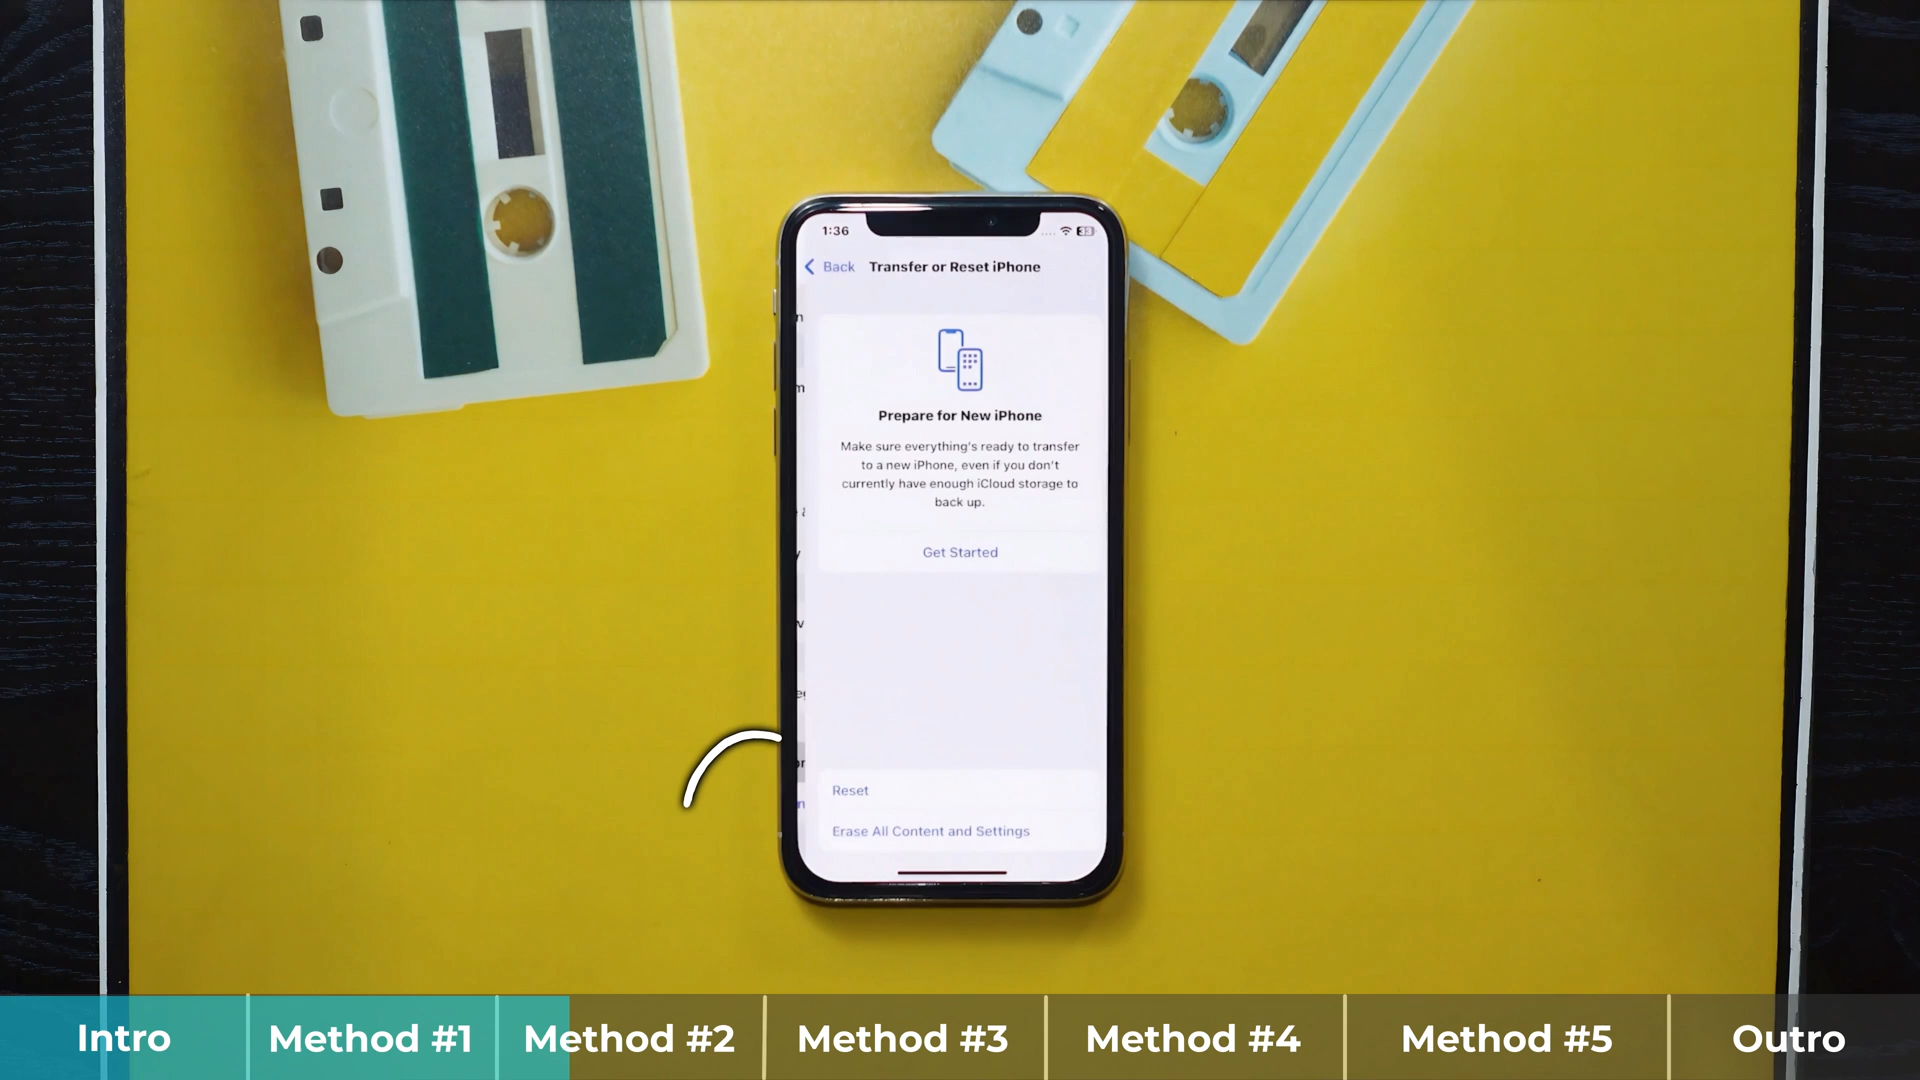 1:36
Back Transfer or Reset iPhone
Prepare for New iPhone
Make sure everything's ready to transfer
to a new iPhone, even if you don't
currently have enough iCloud storage to
back up.
Get Started
Reset
Erase All Content and Settings
Intro Method #1 Method #2 Method #3 Method #4 Method #5 Outro